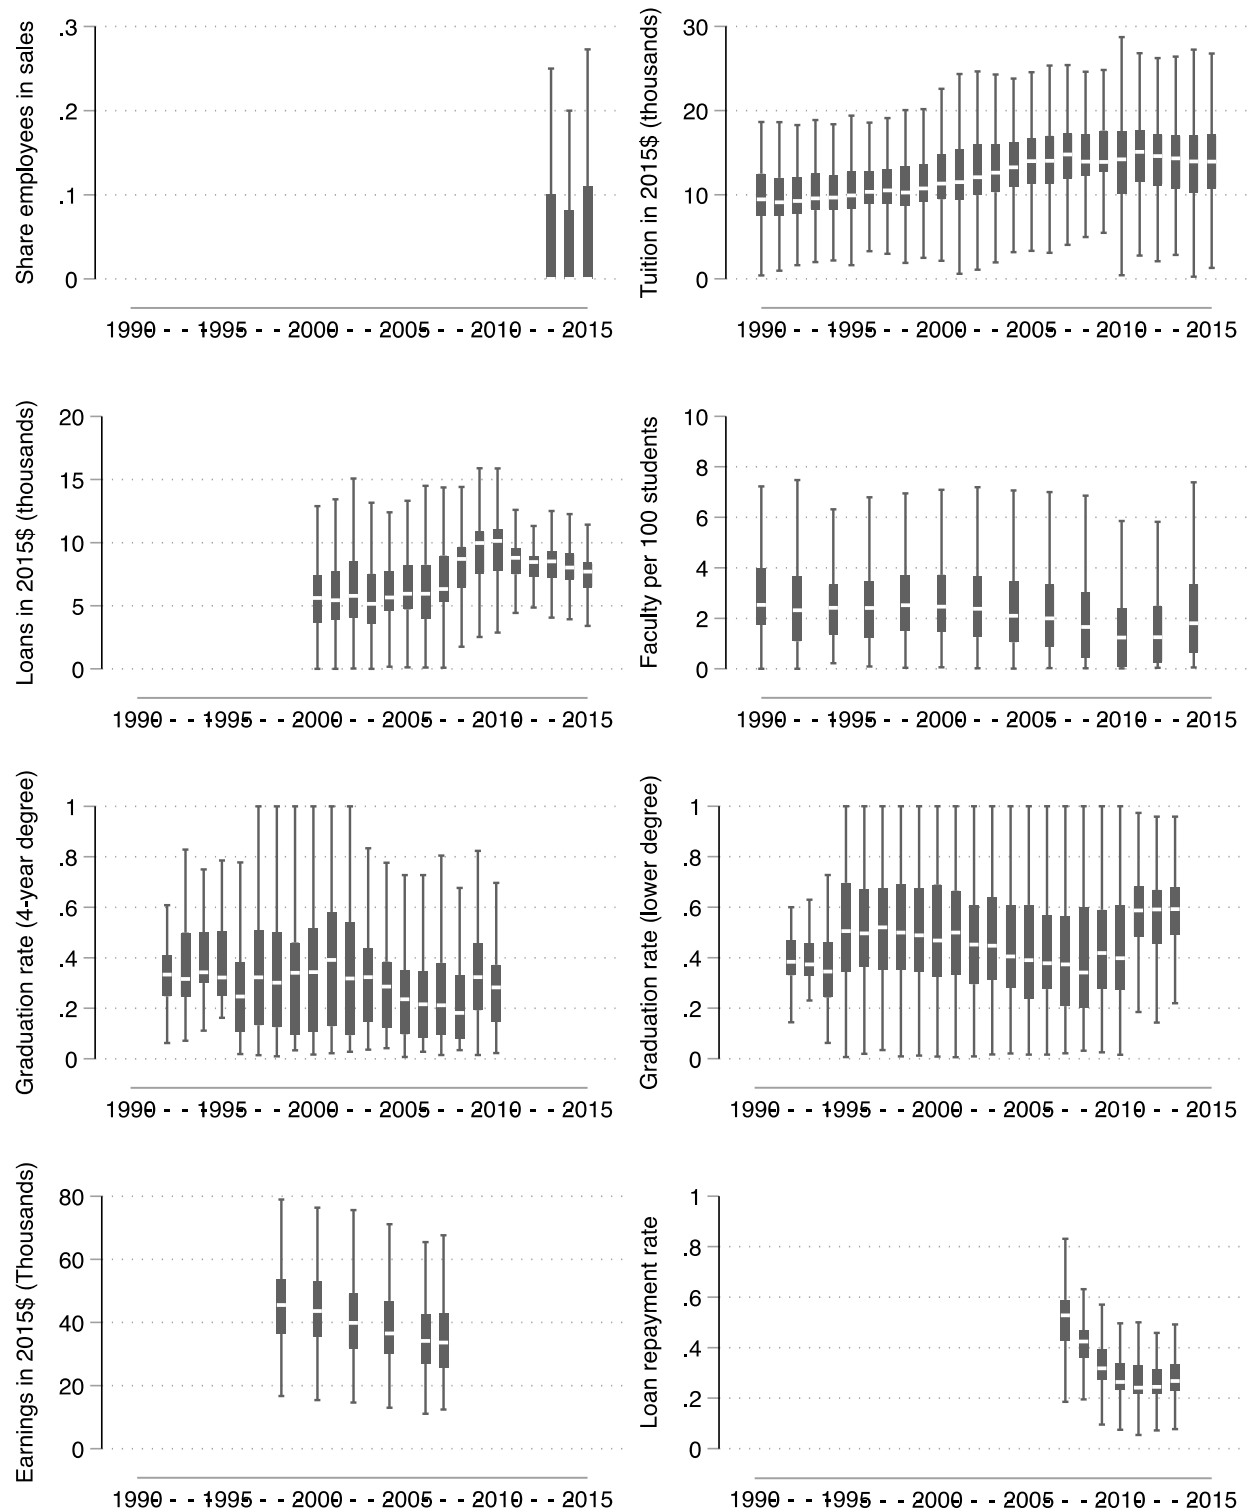 Share employees in sales
.3
.2
.1
0
1990 - - 1995 - - 2000 - - 2005 - - 2010 - - 2015
Tuition in 2015$ (thousands)
30
20
10
0
1990 - - 1995 - - 2000 - - 2005 - - 2010 - - 2015
Loans in 2015$ (thousands)
20
15
10
5
0
1990 - - 1995 - - 2000 - - 2005 - - 2010 - - 2015
Faculty per 100 students
10
8
6
4
2
0
1990 - - 1995 - - 2000 - - 2005 - - 2010 - - 2015
Graduation rate (4-year degree)
1
.8
.6
.4
.2
0
1990 - - 1995 - - 2000 - - 2005 - - 2010 - - 2015
Graduation rate (lower degree)
1
.8
.6
.4
.2
0
1990 - - 1995 - - 2000 - - 2005 - - 2010 - - 2015
Earnings in 2015$ (Thousands)
80
60
40
20
0
1990 - - 1995 - - 2000 - - 2005 - - 2010 - - 2015
Loan repayment rate
1
.8
.6
.4
.2
0
1990 - - 1995 - - 2000 - - 2005 - - 2010 - - 2015